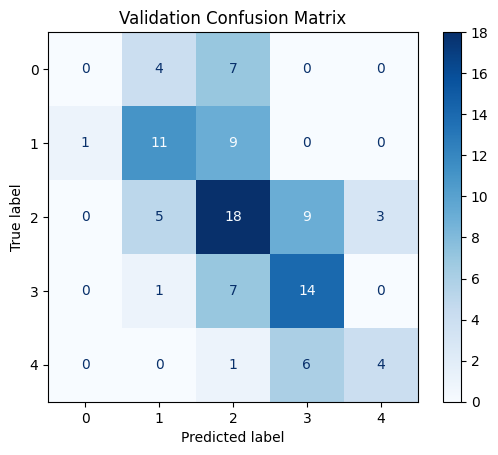 Validation Confusion Matrix
True label
0 0 4 7 0 0
1 1 11 9 0 0
2 0 5 18 9 3
3 0 1 7 14 0
4 0 0 1 6 4
0 1 2 3 4
Predicted label
18
16
14
12
10
8
6
4
2
0